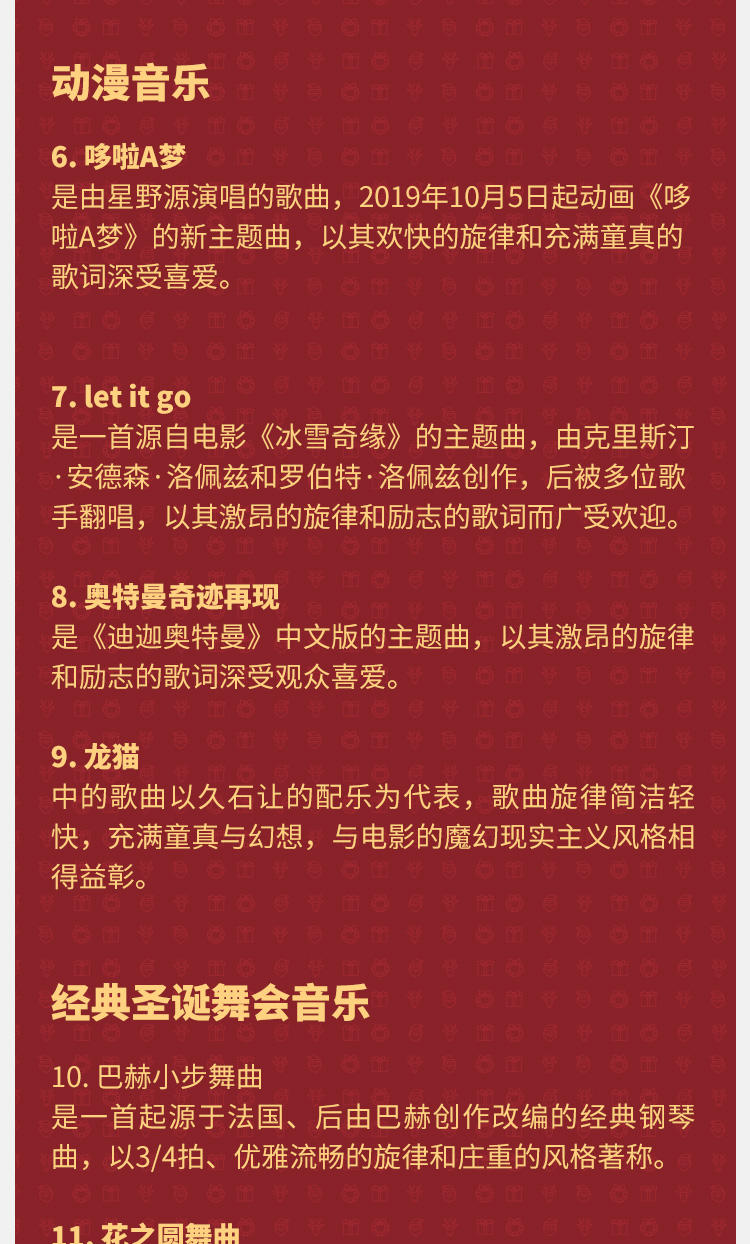 动漫音乐
6. 哆啦A梦
是由星野源演唱的歌曲，2019年10月5日起动画《哆
啦A梦》的新主题曲，以其欢快的旋律和充满童真的
歌词深受喜爱。
7. let it go
是一首源自电影《冰雪奇缘》的主题曲，由克里斯汀
·安德森·洛佩兹和罗伯特·洛佩兹创作，后被多位歌
手翻唱，以其激昂的旋律和励志的歌词而广受欢迎。
8. 奥特曼奇迹再现
是《迪迦奥特曼》中文版的主题曲，以其激昂的旋律
和励志的歌词深受观众喜爱。
9. 龙猫
中的歌曲以久石让的配乐为代表，歌曲旋律简洁轻
快，充满童真与幻想，与电影的魔幻现实主义风格相
得益彰。
经典圣诞舞会音乐
10. 巴赫小步舞曲
是一首起源于法国、后由巴赫创作改编的经典钢琴
曲，以3/4拍、优雅流畅的旋律和庄重的风格著称。
11. 花之圆舞曲